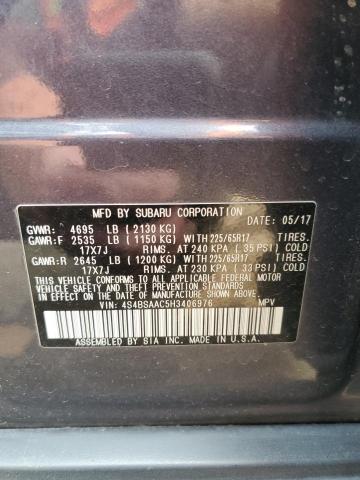 MFD BY SUBARU CORPORATION DATE: 05/17
GVWR: 4695 LB ( 2130 KG)
GAWR:F 2535 LB ( 1150 KG) WITH 225/65R17 TIRES.
17X7J RIMS. AT 240 KPA ( 35 PSI) COLD
GAWR:R 2645 LB ( 1200 KG) WITH 225/65R17 TIRES.
17X7J RIMS. AT 230 KPA ( 33 PSI) COLD
THIS VEHICLE CONFORMS TO ALL APPLICABLE
FEDERAL MOTOR VEHICLE SAFETY
STANDARDS IN EFFECT ON THE DATE
OF MANUFACTURE SHOWN ABOVE.
VIN: 4S4BSAAC5H3406976 MPV
ASSEMBLED BY SIA INC. MADE IN U.S.A.